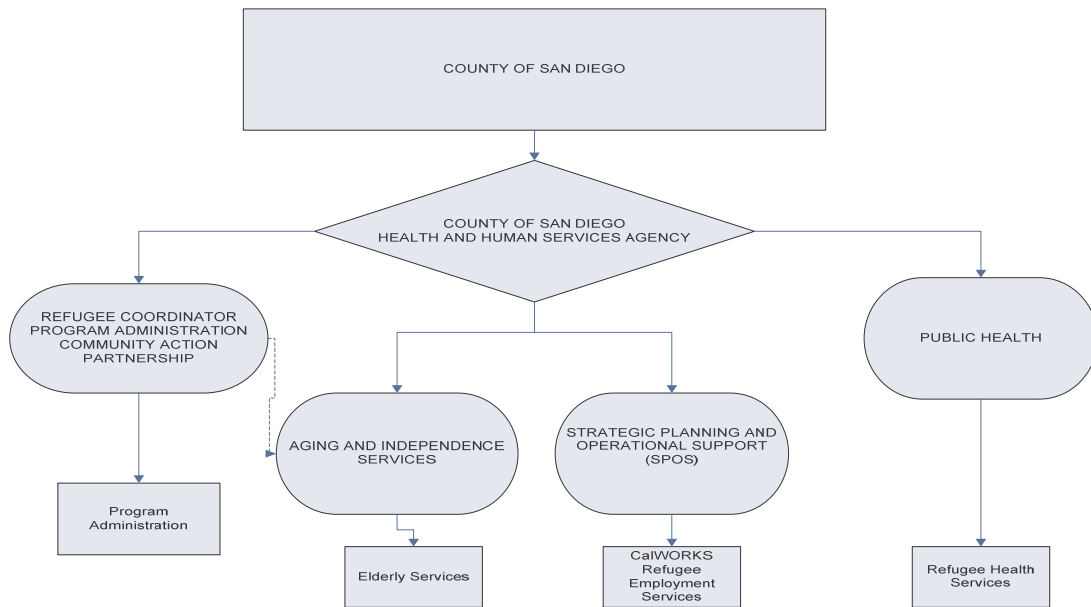 COUNTY OF SAN DIEGO
COUNTY OF SAN DIEGO
HEALTH AND HUMAN SERVICES AGENCY
REFUGEE COORDINATOR
PROGRAM ADMINISTRATION
COMMUNITY ACTION
PARTNERSHIP
PUBLIC HEALTH
AGING AND INDEPENDENCE
SERVICES
STRATEGIC PLANNING AND
OPERATIONAL SUPPORT
(SPOS)
Program
Administration
Elderly Services
CalWORKS
Refugee
Employment
Services
Refugee Health
Services